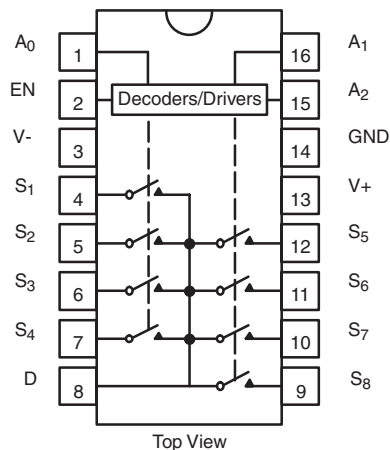 A0 1 16 A1
EN 2 Decoders/Drivers 15 A2
V- 3 14 GND
S1 4 13 V+
S2 5 12 S5
S3 6 11 S6
S4 7 10 S7
D 8 9 S8
Top View